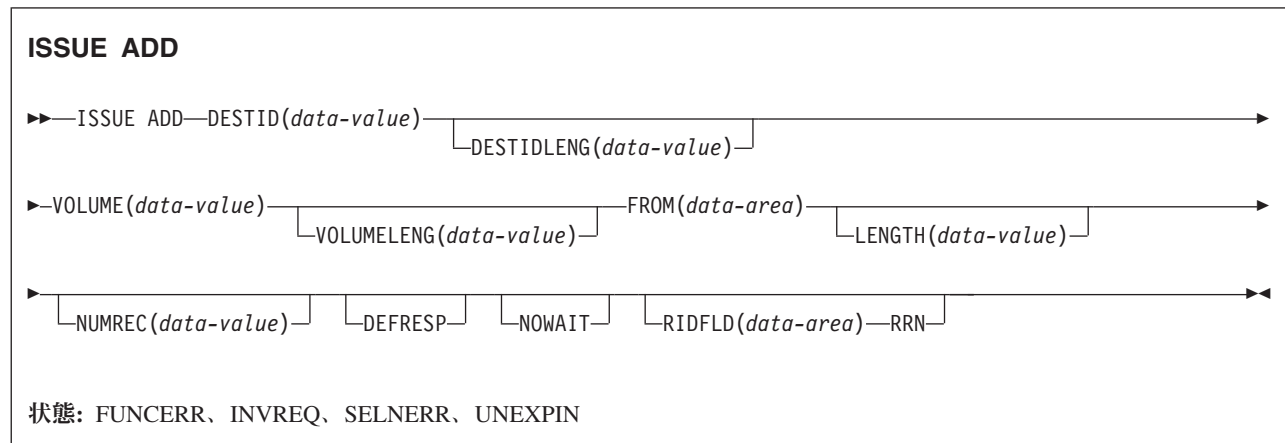 ISSUE ADD
ISSUE ADD DESTID(data-value)
DESTIDLENG(data-value)
VOLUME(data-value) FROM(data-area)
VOLUMELENG(data-value) LENGTH(data-value)
NUMREC(data-value) DEFRESP NOWAIT RIDFLD(data-area) RRN
状態: FUNCERR、INVREQ、SELNERR、UNEXPIN